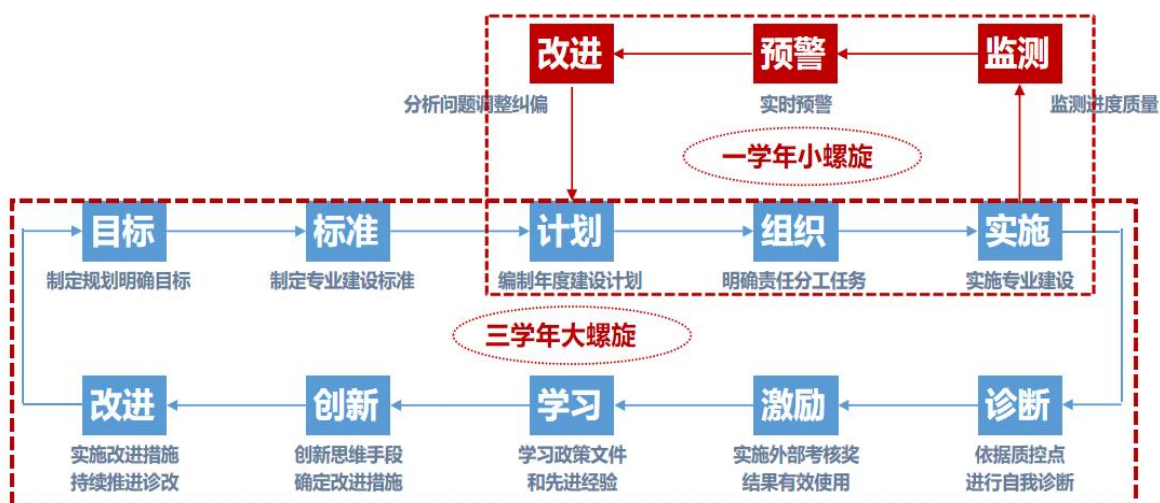 改进
预警
监测
分析问题调整纠偏
实时预警
监测进度质量
一学年小螺旋
目标
标准
计划
组织
实施
制定规划明确目标
制定专业建设标准
编制年度建设计划
明确责任分工任务
实施专业建设
三学年大螺旋
改进
创新
学习
激励
诊断
实施改进措施
持续推进诊改
创新思维手段
确定改进措施
学习政策文件
和先进经验
实施外部考核奖
结果有效使用
依据质控点
进行自我诊断